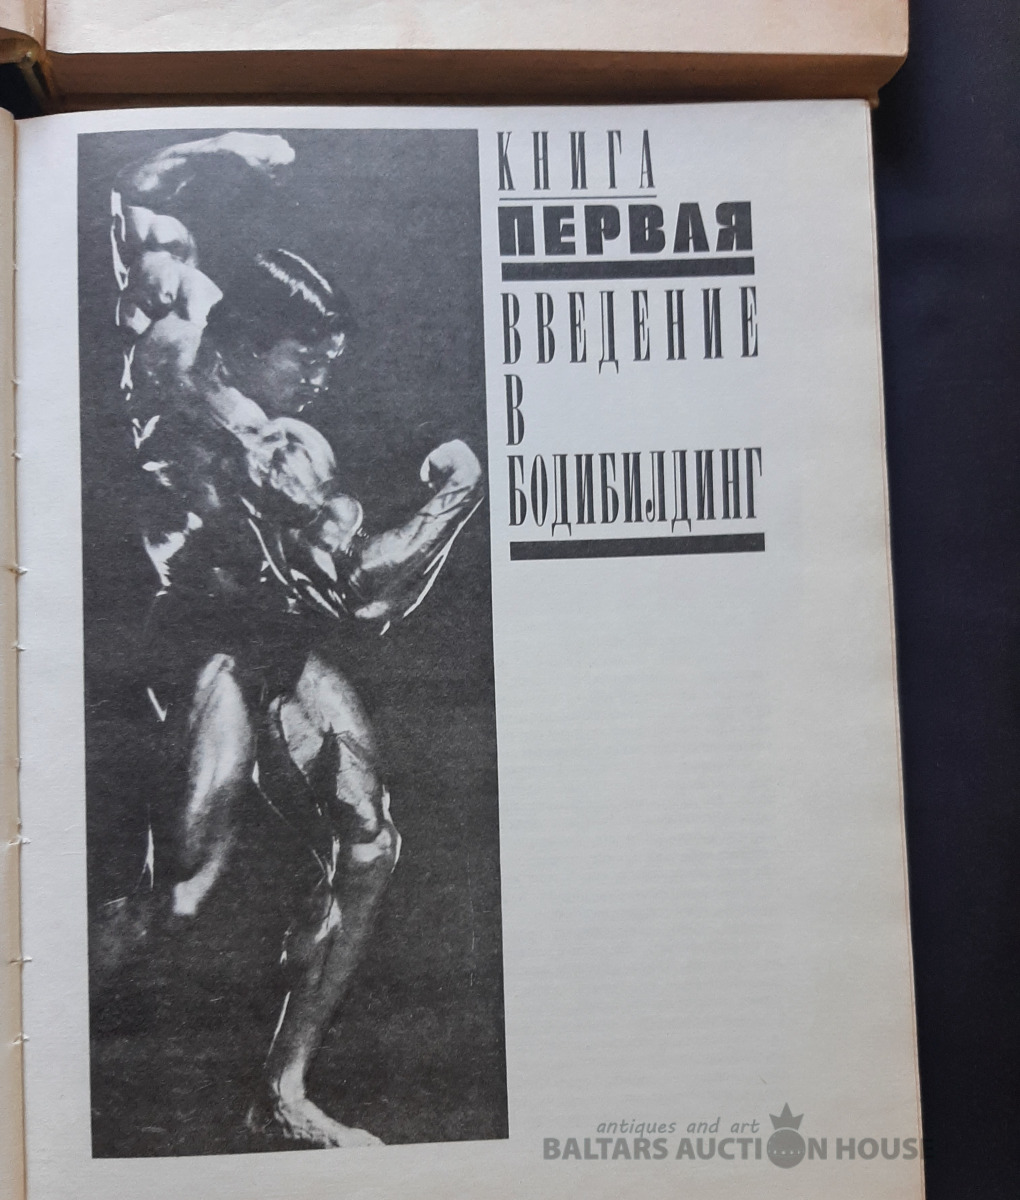 КНИГА
ПЕРВАЯ
ВВЕДЕНИЕ
В
БОДИБИЛДИНГ
antiques and art
BALTARS AUCTION HOUSE